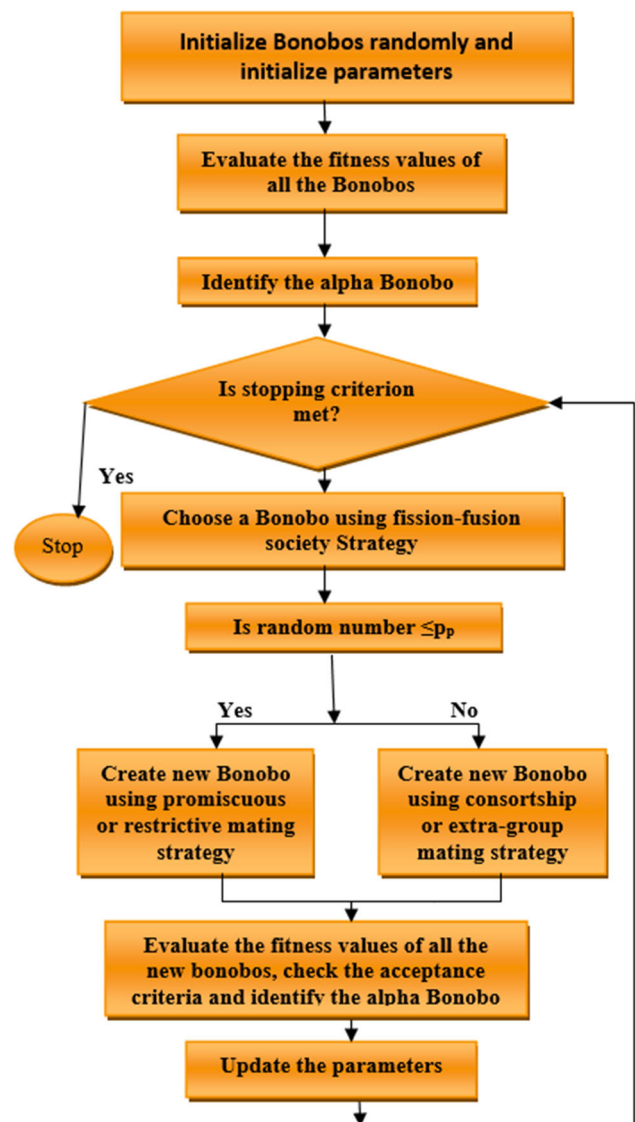 Initialize Bonobos randomly and
initialize parameters
Evaluate the fitness values of
all the Bonobos
Identify the alpha Bonobo
Is stopping criterion
met?
Yes
Stop
Choose a Bonobo using fission-fusion
society Strategy
Is random number ≤pₚ
Yes
No
Create new Bonobo
using promiscuous
or restrictive mating
strategy
Create new Bonobo
using consortship
or extra-group
mating strategy
Evaluate the fitness values of all the
new bonobos, check the acceptance
criteria and identify the alpha Bonobo
Update the parameters